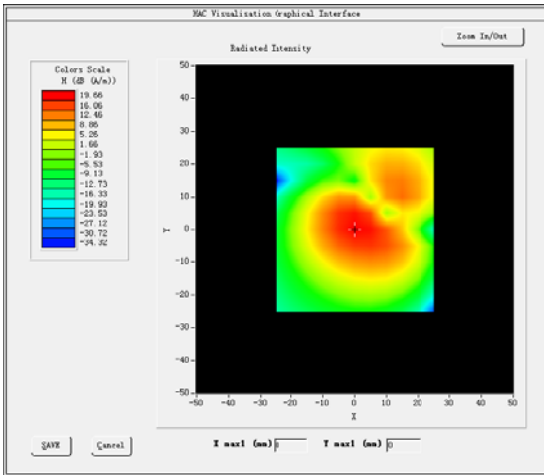 HAC Visualization Graphical Interface
Zoom In/Out
Radiated Intensity
Colors Scale
H (dB (A/m))
19.66
16.06
12.46
8.86
5.26
1.66
-1.93
-5.53
-9.13
-12.73
-16.33
-19.93
-23.53
-27.12
-30.72
-34.32
50
40
30
20
10
0
-10
-20
-30
-40
-50
Y
-50 -40 -30 -20 -10 0 10 20 30 40 50
X
SAVE
Cancel
X max1 (mm)
Y max1 (mm) 0